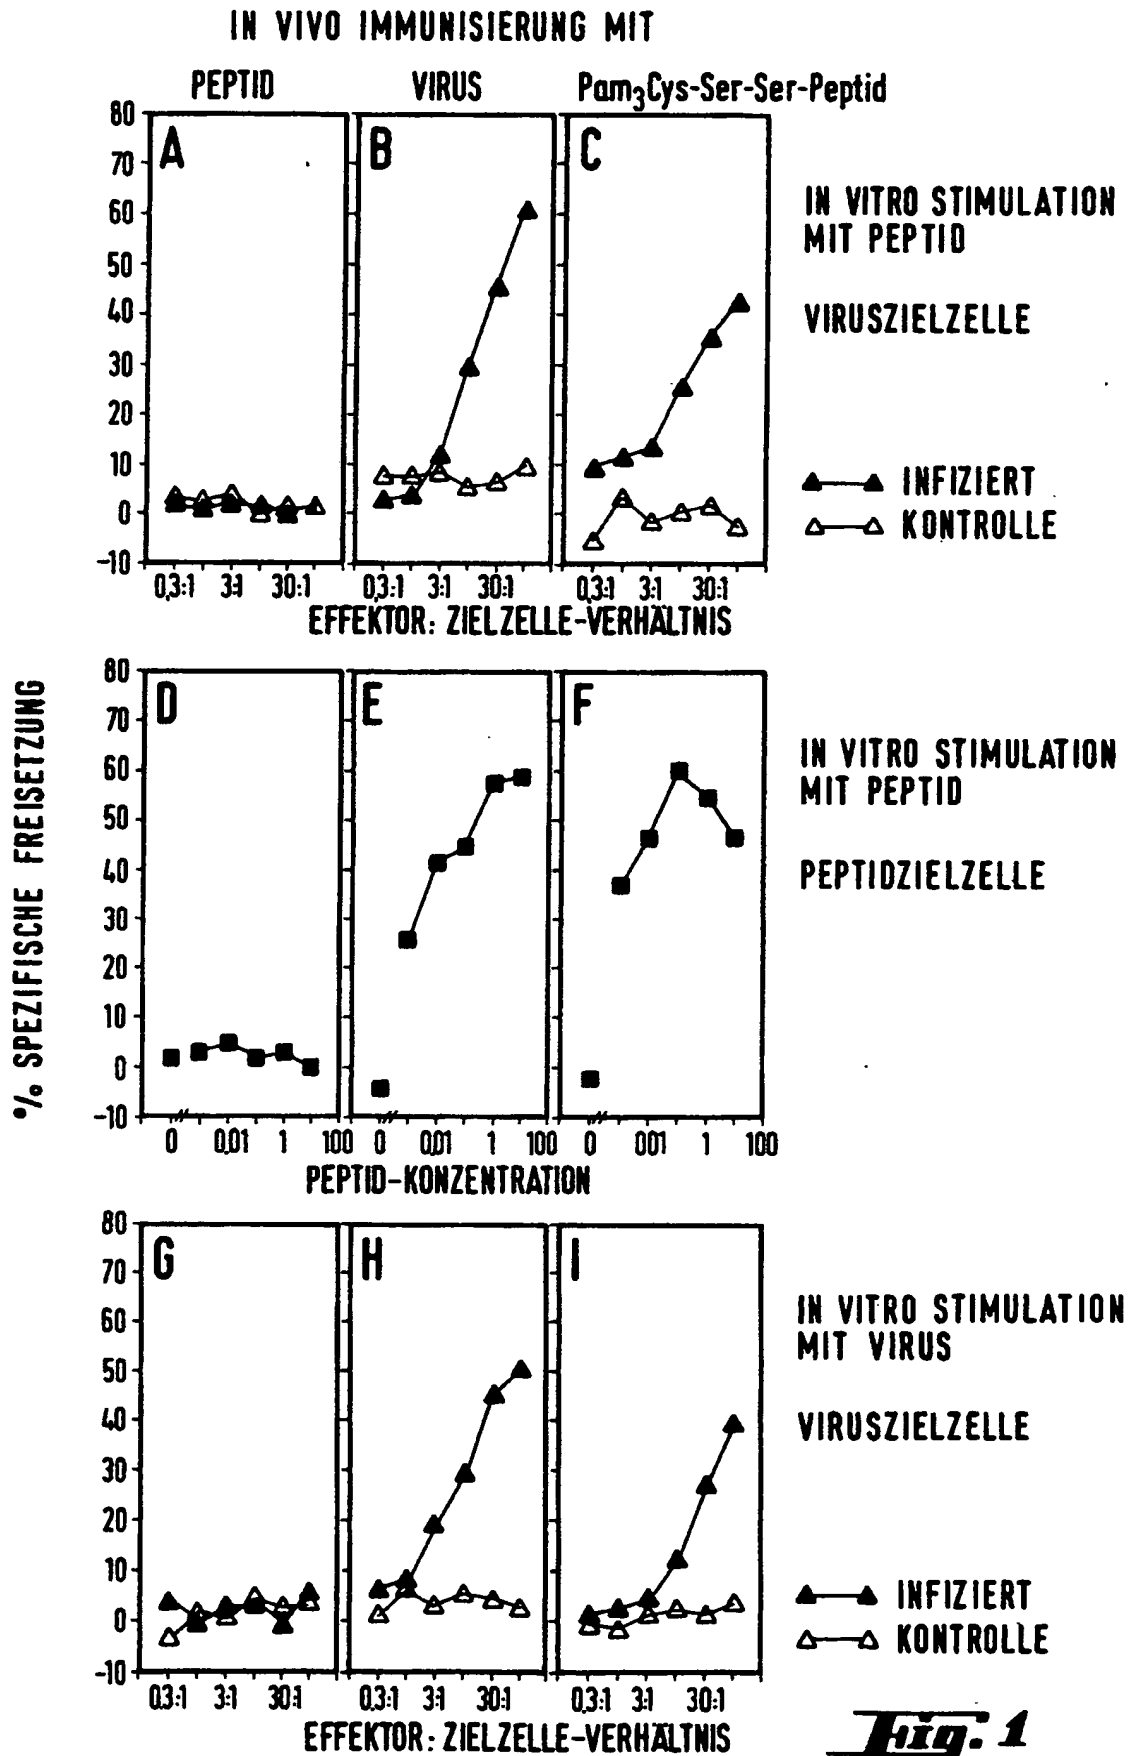 IN VIVO IMMUNISIERUNG MIT
PEPTID VIRUS Pam3Cys-Ser-Ser-Peptid
80
70
60
50
40
30
20
10
0
-10
A B C
0,3:1 3:1 30:1 0,3:1 3:1 30:1 0,3:1 3:1 30:1
EFFEKTOR: ZIELZELLE-VERHÄLTNIS
IN VITRO STIMULATION
MIT PEPTID
VIRUSZIELZELLE
INFIZIERT
KONTROLLE
% SPEZIFISCHE FREISETZUNG
80
70
60
50
40
30
20
10
0
-10
D E F
0 0,01 1 100 0 0,01 1 100 0 001 1 100
PEPTID-KONZENTRATION
IN VITRO STIMULATION
MIT PEPTID
PEPTIDZIELZELLE
80
70
60
50
40
30
20
10
0
-10
G H I
0,3:1 3:1 30:1 0,3:1 3:1 30:1 0,3:1 3:1 30:1
EFFEKTOR: ZIELZELLE-VERHÄLTNIS
IN VITRO STIMULATION
MIT VIRUS
VIRUSZIELZELLE
INFIZIERT
KONTROLLE
Fig. 1